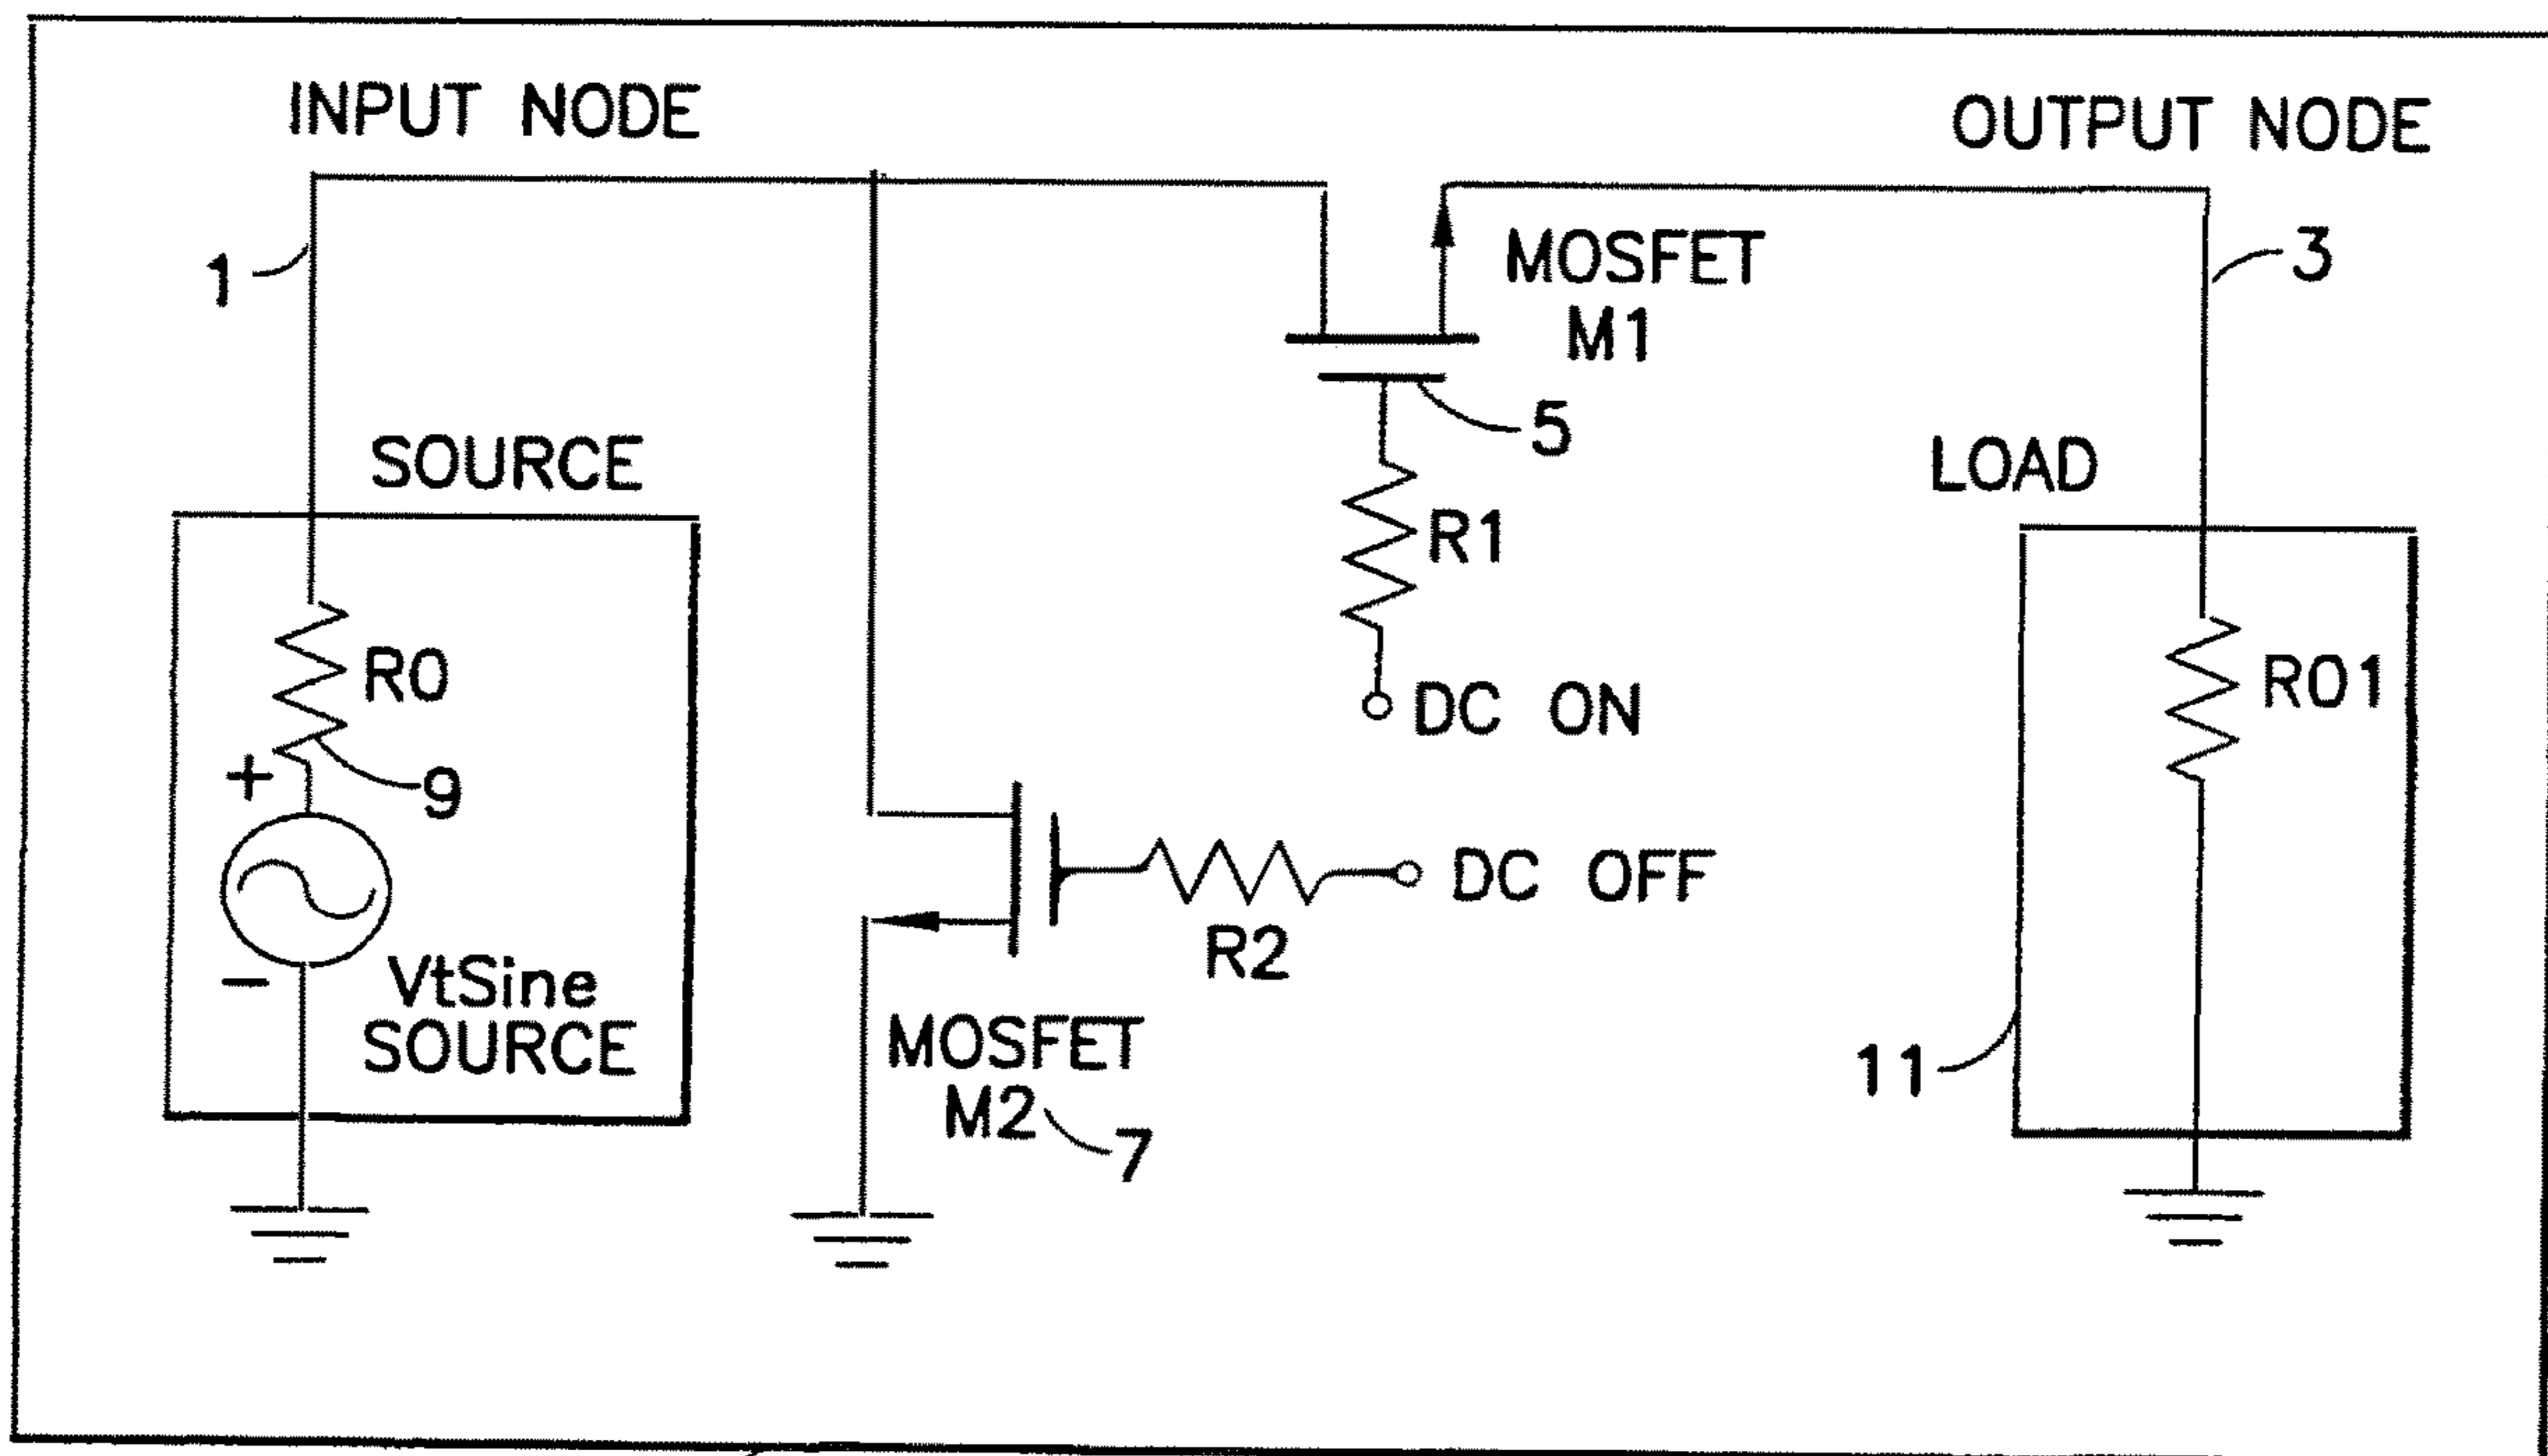 INPUT NODE
OUTPUT NODE
1
MOSFET
M1
3
5
SOURCE
LOAD
R1
R0
R01
DC ON
+
9
DC OFF
R2
-
VtSine
SOURCE
MOSFET
M2
7
11